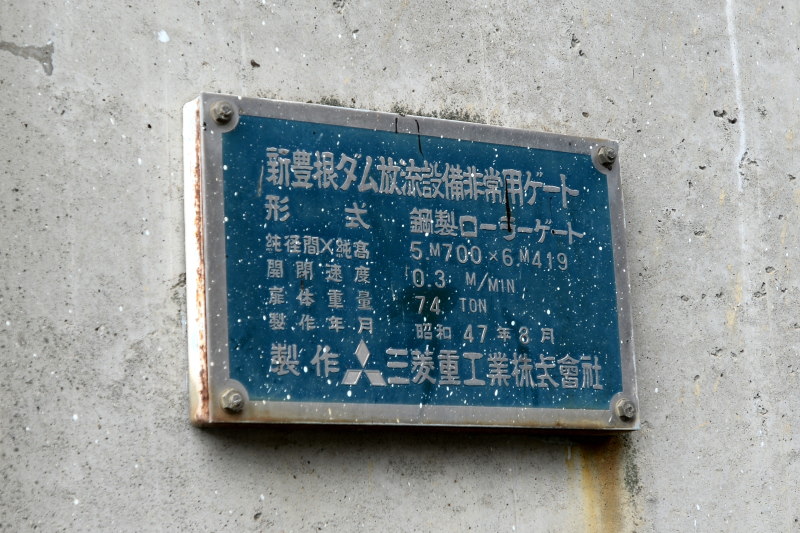 新豊根ダム放流設備非常用ゲート
形 式 鋼製ローラーゲート
純径間×純高 5M700×6M419
開閉速度 0.3 M/MIN
扉体重量 74 TON
製作年月 昭和47年8月
製作 三菱重工業株式會社